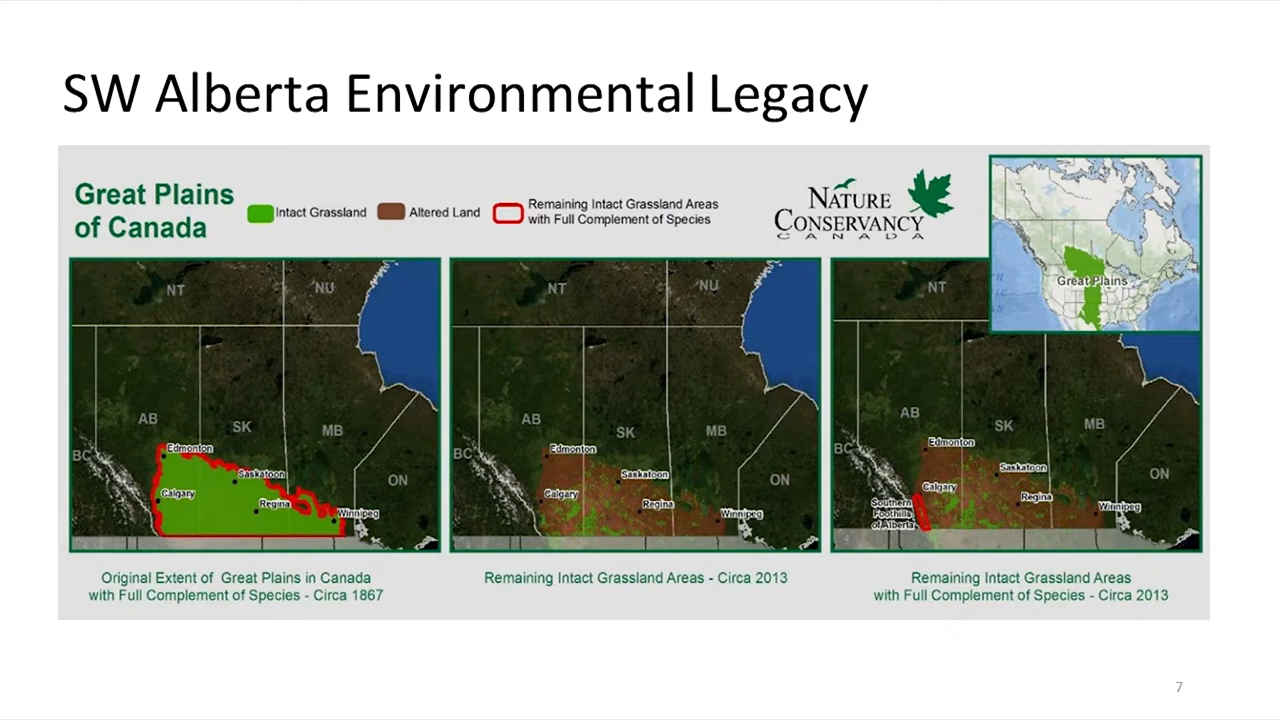 SW Alberta Environmental Legacy
Great Plains
of Canada
Intact Grassland
Altered Land
Remaining Intact Grassland Areas
with Full Complement of Species
NATURE
CONSERVANCY
CANADA
Great Plains
NT
NU
AB
SK
MB
BC
ON
Edmonton
Saskatoon
Calgary
Regina
Winnipeg
NT
NU
AB
SK
MB
BC
ON
Edmonton
Saskatoon
Calgary
Regina
Winnipeg
NT
AB
SK
MB
BC
ON
Edmonton
Saskatoon
Calgary
Regina
Winnipeg
Southern
Foothills
of Alberta
Original Extent of Great Plains in Canada
with Full Complement of Species - Circa 1867
Remaining Intact Grassland Areas - Circa 2013
Remaining Intact Grassland Areas
with Full Complement of Species - Circa 2013
7